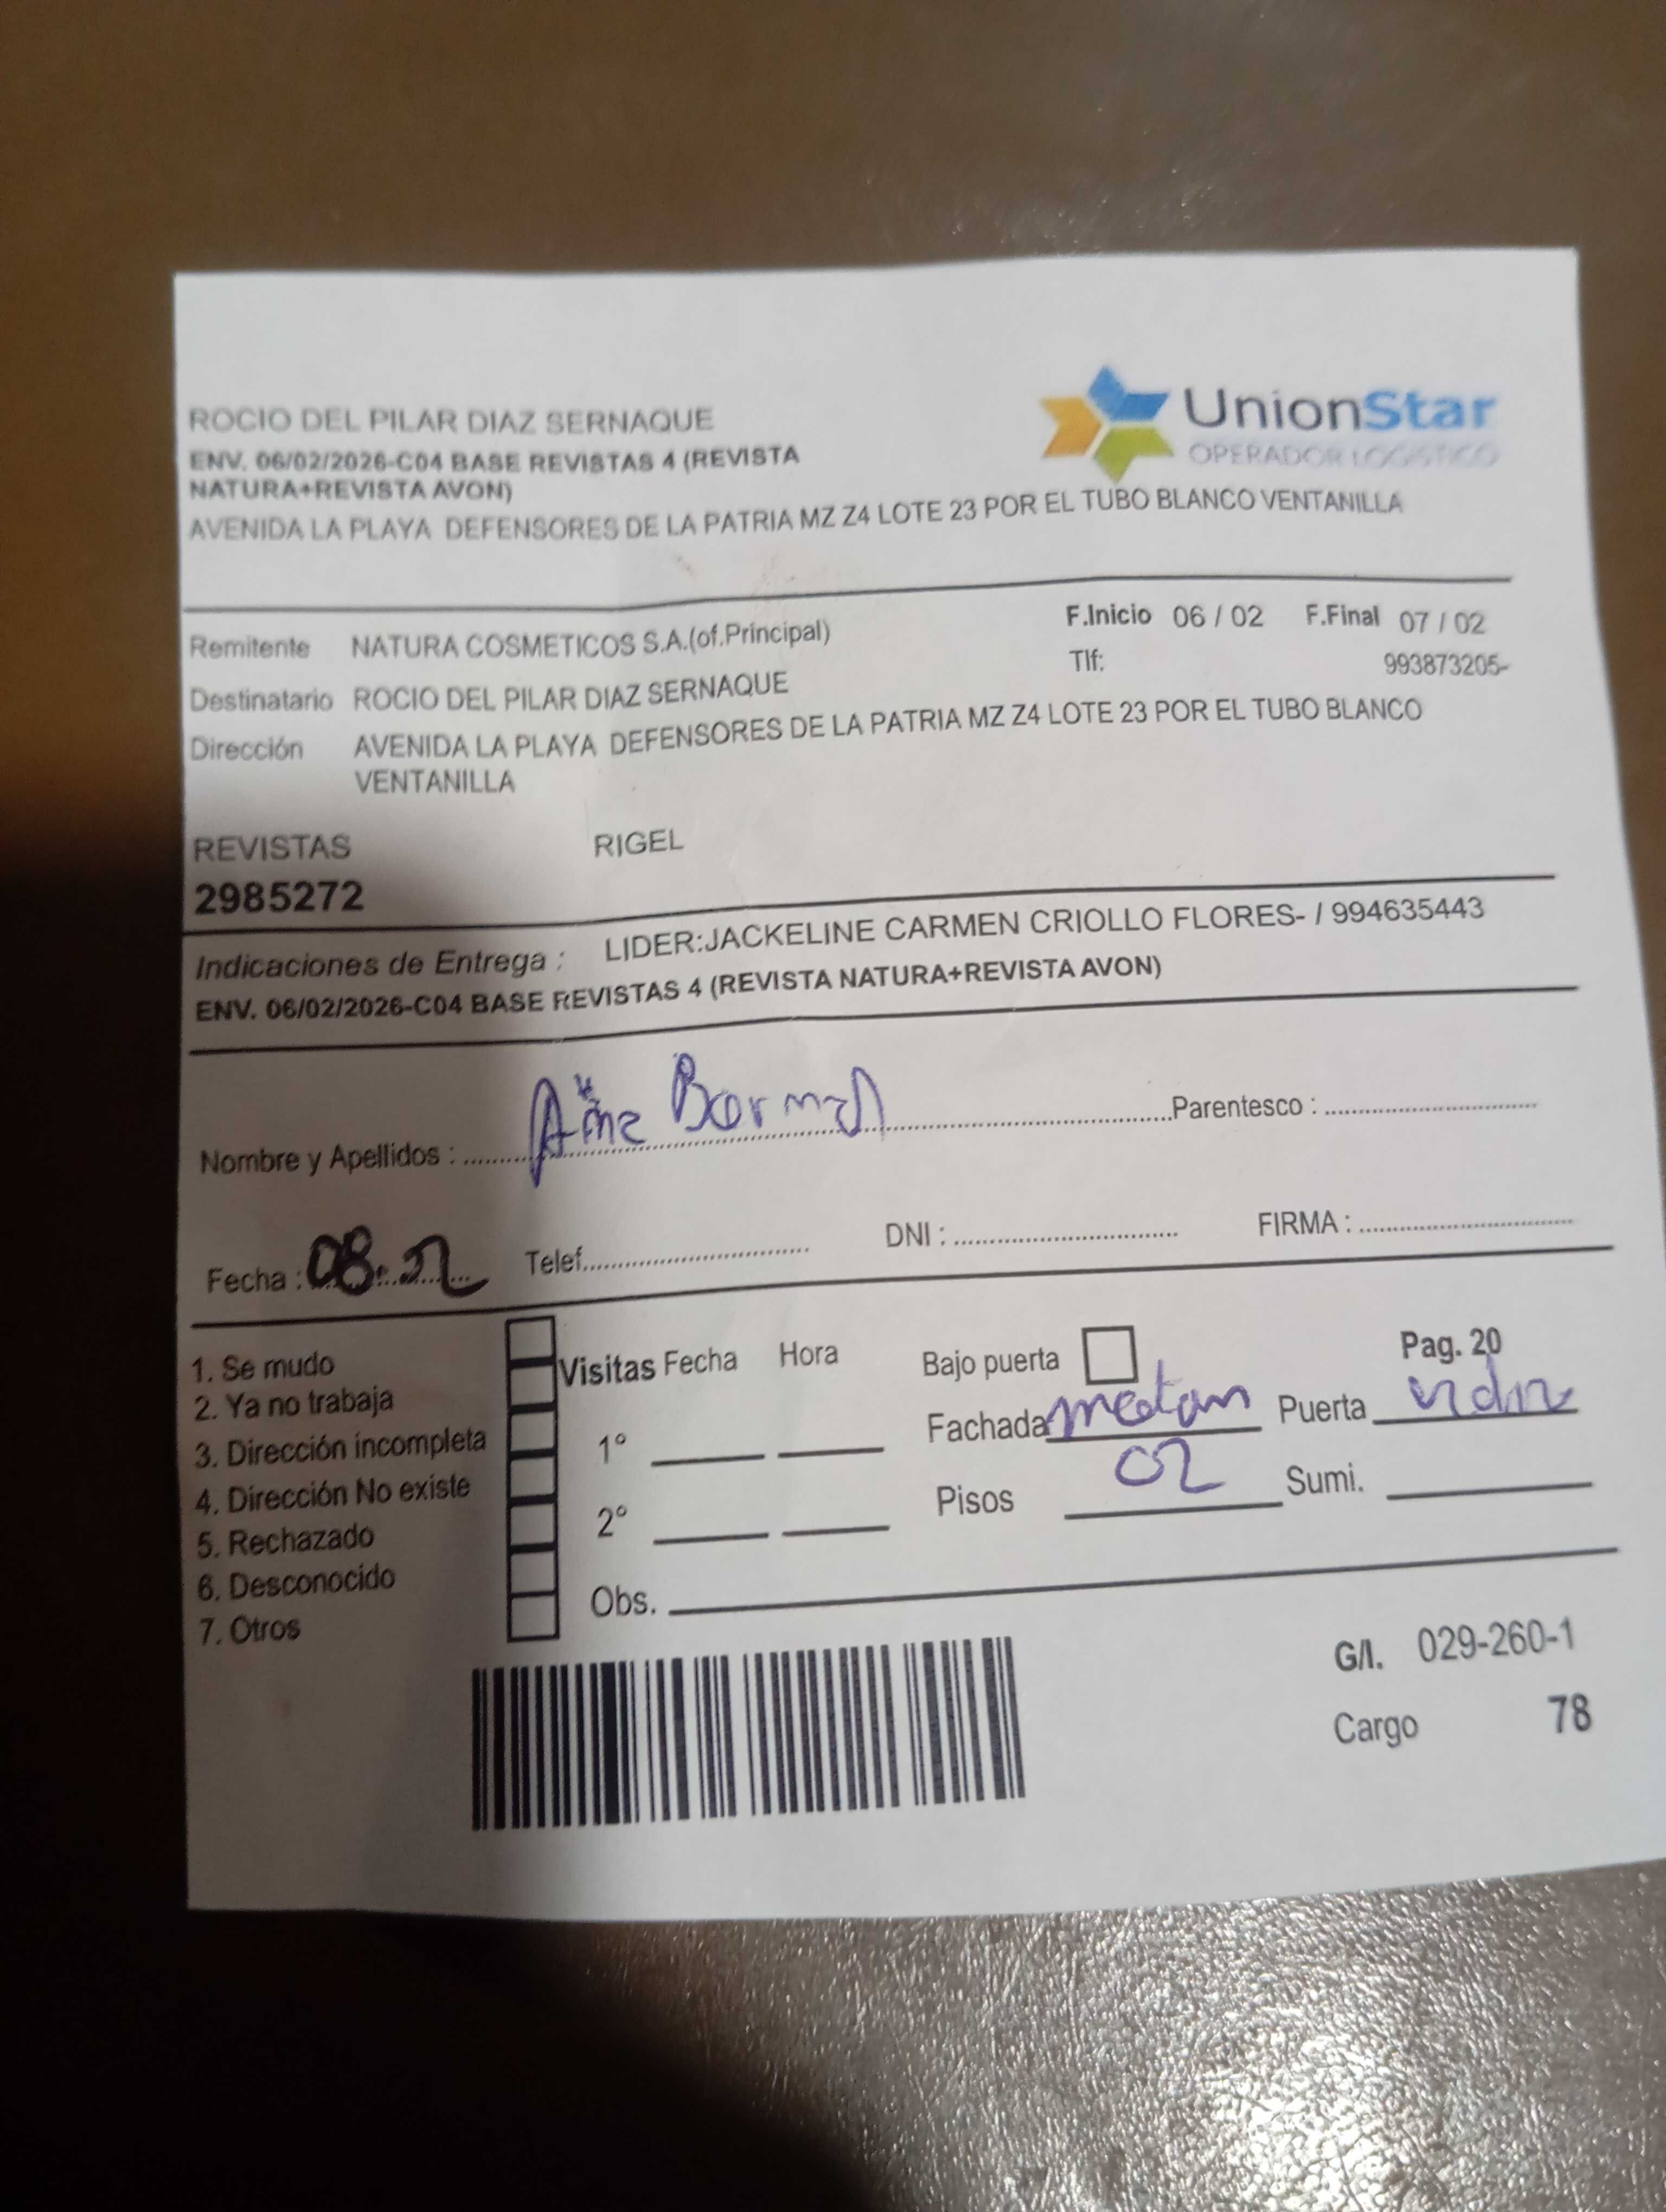 ROCIO DEL PILAR DIAZ SERNAQUE
UnionStar
OPERADOR LOGISTICO
ENV. 06/02/2026-C04 BASE REVISTAS 4 (REVISTA
NATURA+REVISTA AVON)
AVENIDA LA PLAYA DEFENSORES DE LA PATRIA MZ Z4 LOTE 23 POR EL TUBO BLANCO VENTANILLA
Remitente NATURA COSMETICOS S.A.(of.Principal) F.Inicio 06 / 02 F.Final 07 / 02
Tlf: 993873205-
Destinatario ROCIO DEL PILAR DIAZ SERNAQUE
Dirección AVENIDA LA PLAYA DEFENSORES DE LA PATRIA MZ Z4 LOTE 23 POR EL TUBO BLANCO
VENTANILLA
REVISTAS RIGEL
2985272
Indicaciones de Entrega : LIDER:JACKELINE CARMEN CRIOLLO FLORES- / 994635443
ENV. 06/02/2026-C04 BASE REVISTAS 4 (REVISTA NATURA+REVISTA AVON)
Nombre y Apellidos : Parentesco :
Fecha : 08. Telef. DNI : FIRMA :
1. Se mudo
2. Ya no trabaja
3. Dirección incompleta
4. Dirección No existe
5. Rechazado
6. Desconocido
7. Otros
Visitas Fecha Hora
1°
2°
Obs.
Bajo puerta Pag. 20
Fachada Puerta
Pisos 02 Sumi.
G/I. 029-260-1
Cargo 78